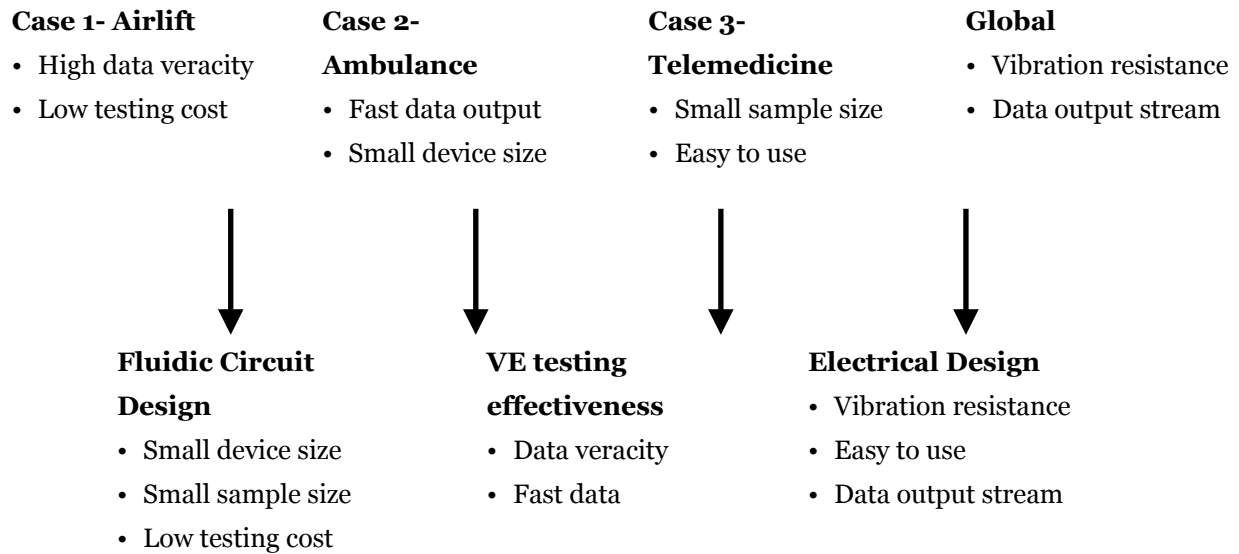 Case 1- Airlift
• High data veracity
• Low testing cost
Case 2-
Ambulance
• Fast data output
• Small device size
Case 3-
Telemedicine
• Small sample size
• Easy to use
Global
• Vibration resistance
• Data output stream
Fluidic Circuit
Design
• Small device size
• Small sample size
• Low testing cost
VE testing
effectiveness
• Data veracity
• Fast data
Electrical Design
• Vibration resistance
• Easy to use
• Data output stream